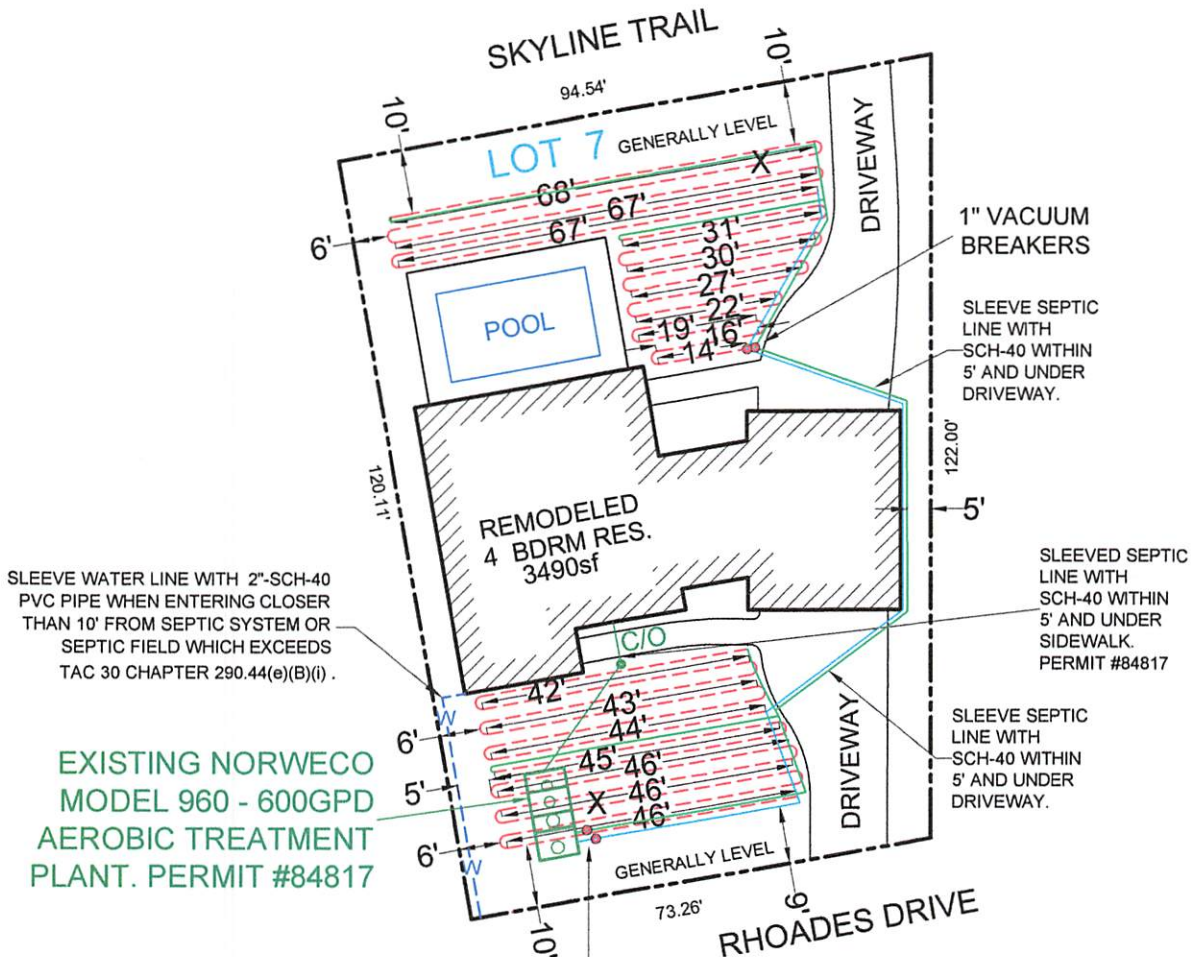 SKYLINE TRAIL
94.54'
10'
10'
LOT 7
GENERALLY LEVEL
X
DRIVEWAY
68'
67'
67'
6'
31'
30'
27'
22'
19'
16'
14'
POOL
1" VACUUM
BREAKERS
SLEEVE SEPTIC
LINE WITH
SCH-40 WITHIN
5' AND UNDER
DRIVEWAY.
120.11'
122.00'
5'
REMODELED
4 BDRM RES.
3490sf
SLEEVE WATER LINE WITH 2"-SCH-40
PVC PIPE WHEN ENTERING CLOSER
THAN 10' FROM SEPTIC SYSTEM OR
SEPTIC FIELD WHICH EXCEEDS
TAC 30 CHAPTER 290.44(e)(B)(i) .
SLEEVED SEPTIC
LINE WITH
SCH-40 WITHIN
5' AND UNDER
SIDEWALK.
PERMIT #84817
C/O
42'
43'
44'
45'
46'
46'
46'
W
6'
5'
6'
W
X
EXISTING NORWECO
MODEL 960 - 600GPD
AEROBIC TREATMENT
PLANT. PERMIT #84817
SLEEVE SEPTIC
LINE WITH
SCH-40 WITHIN
5' AND UNDER
DRIVEWAY.
DRIVEWAY
GENERALLY LEVEL
73.26'
10'
9'
RHOADES DRIVE